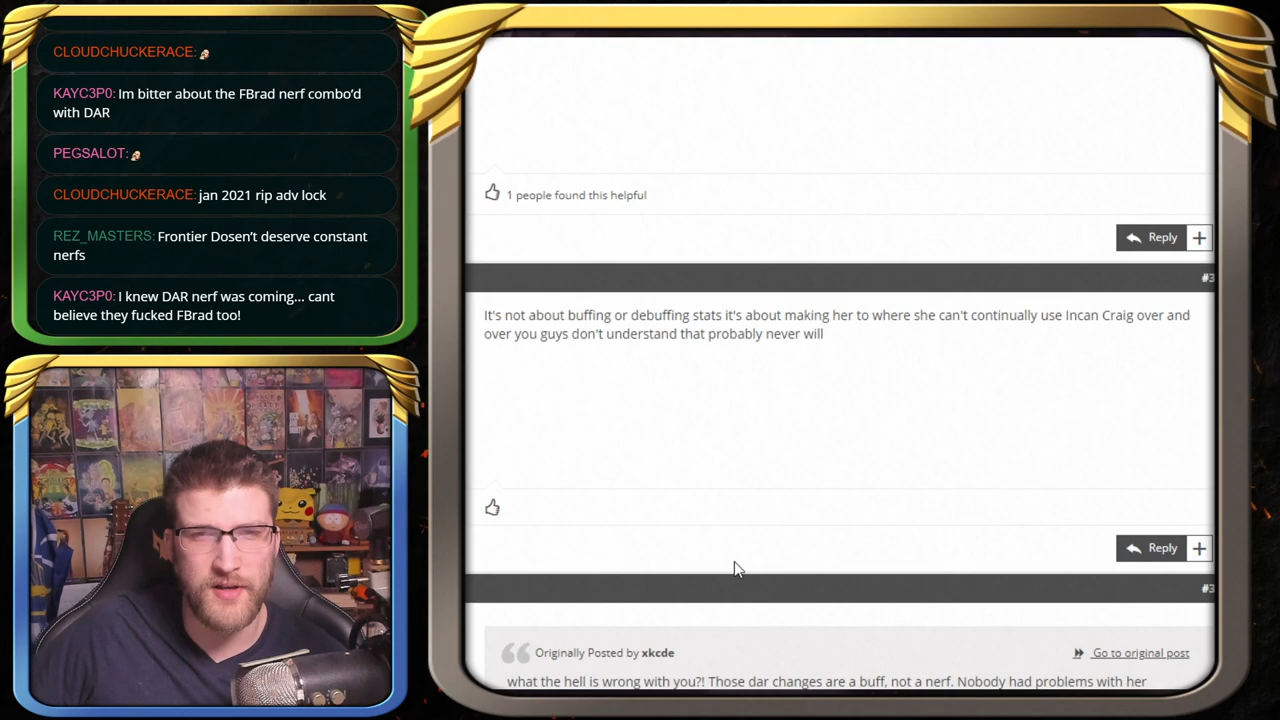 CLOUDCHUCKERACE:
KAYC3P0: Im bitter about the FBrad nerf combo'd
with DAR
PEGSALOT:
CLOUDCHUCKERACE: jan 2021 rip adv lock
REZ_MASTERS: Frontier Dosen't deserve constant
nerfs
KAYC3P0: I knew DAR nerf was coming... cant
believe they fucked FBrad too!
1 people found this helpful
Reply
#3
It's not about buffing or debuffing stats it's about making her to where she can't continually use Incan Craig over and
over you guys don't understand that probably never will
Reply
#3
Originally Posted by xkcde
Go to original post
what the hell is wrong with you?! Those dar changes are a buff, not a nerf. Nobody had problems with her